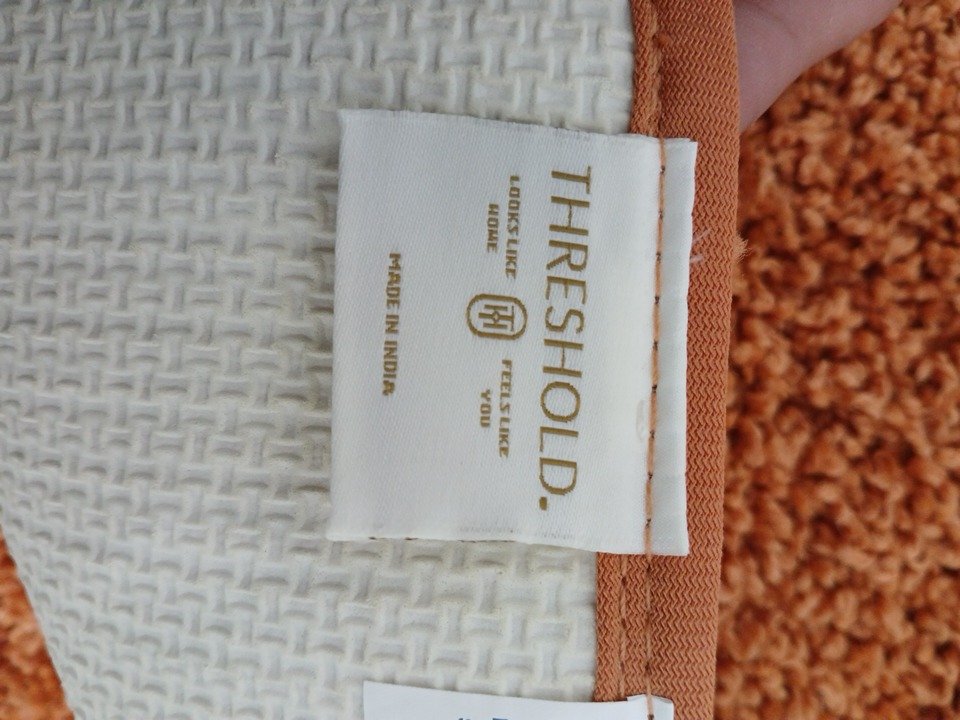 THRESHOLD.
LOOKS LIKE
HOME
FEELS LIKE
YOU
MADE IN INDIA